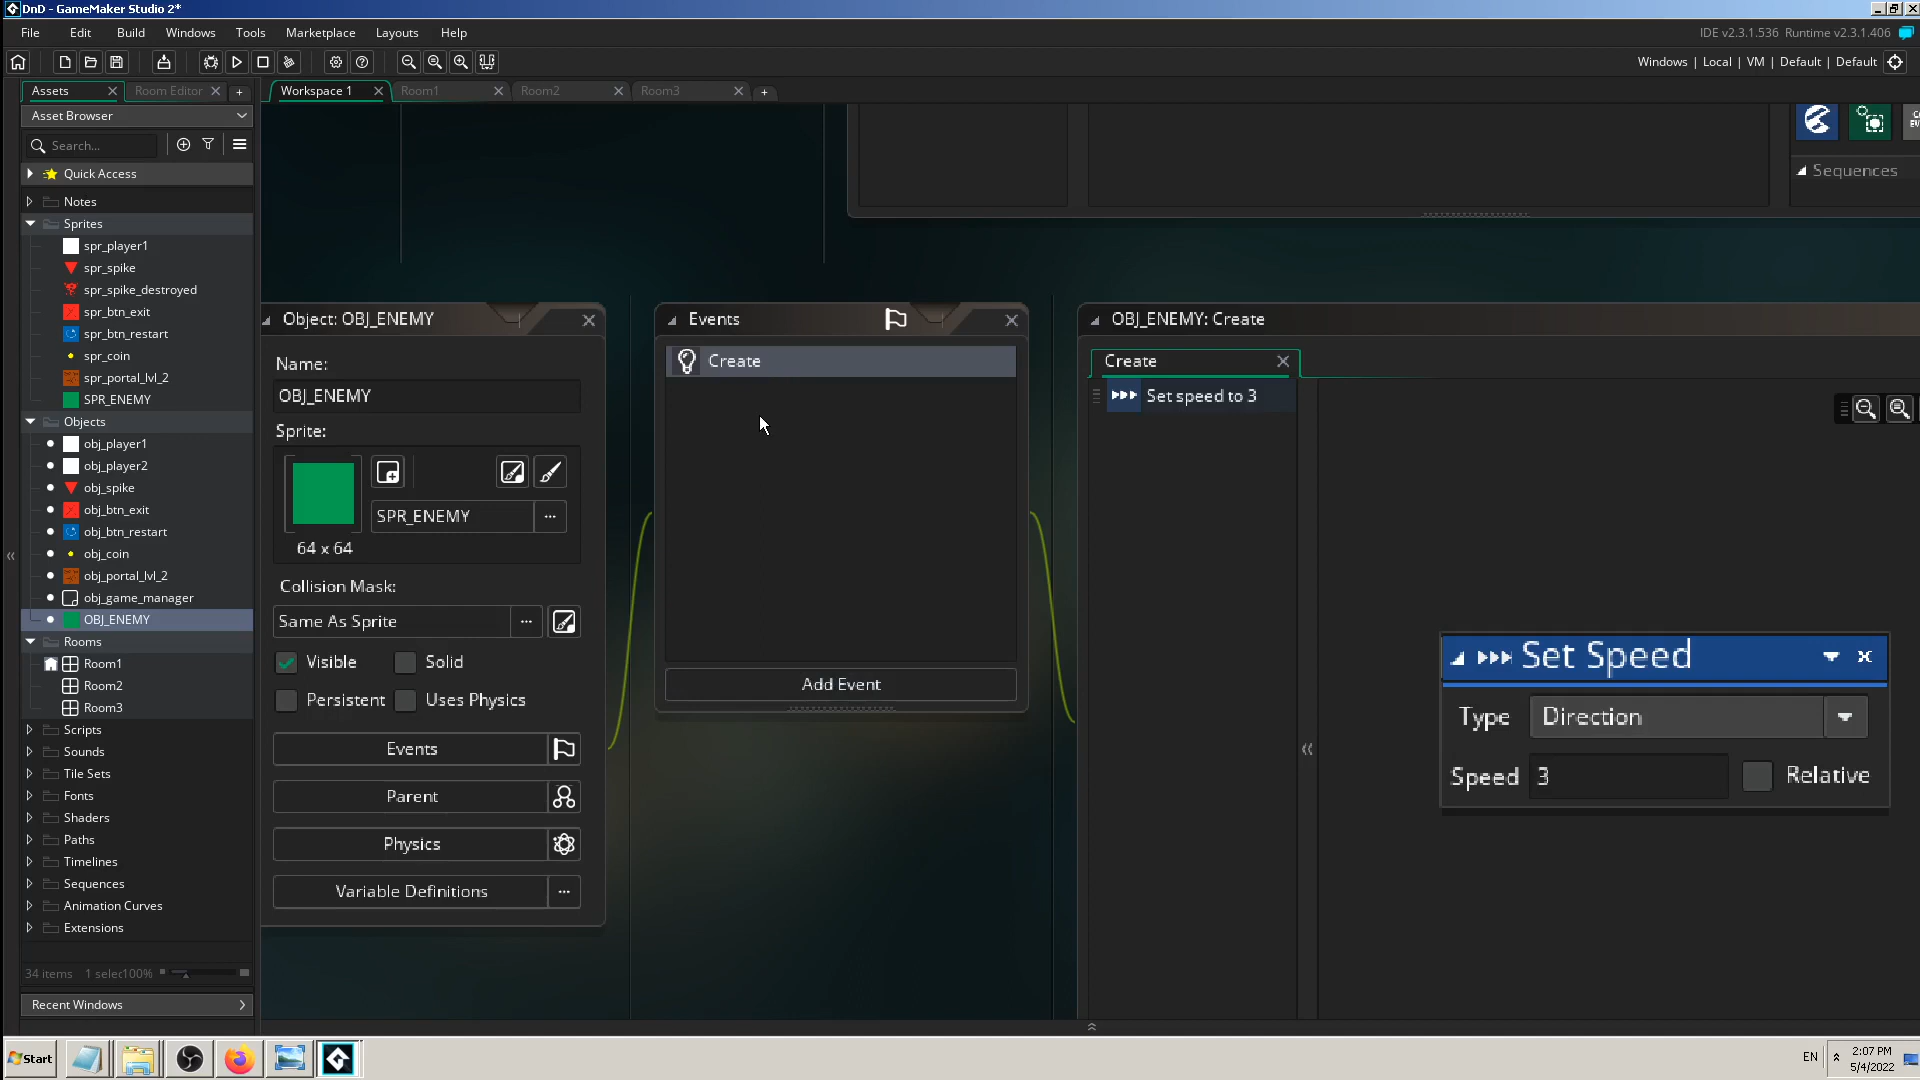 DnD - GameMaker Studio 2*
File Edit Build Windows Tools Marketplace Layouts Help
IDE v2.3.1.536 Runtime v2.3.1.406
Windows | Local | VM | Default | Default
Assets
Room Editor
Workspace 1
Room1
Room2
Room3
Asset Browser
Search...
Quick Access
Notes
Sprites
spr_player1
spr_spike
spr_spike_destroyed
spr_btn_exit
spr_btn_restart
spr_coin
spr_portal_lvl_2
SPR_ENEMY
Objects
obj_player1
obj_player2
obj_spike
obj_btn_exit
obj_btn_restart
obj_coin
obj_portal_lvl_2
obj_game_manager
OBJ_ENEMY
Rooms
Room1
Room2
Room3
Scripts
Sounds
Tile Sets
Fonts
Shaders
Paths
Timelines
Sequences
Animation Curves
Extensions
34 items 1 selec100%
Recent Windows
Object: OBJ_ENEMY
Name:
OBJ_ENEMY
Sprite:
SPR_ENEMY
64 x 64
Collision Mask:
Same As Sprite
Visible
Solid
Persistent
Uses Physics
Events
Parent
Physics
Variable Definitions
Events
Create
Add Event
OBJ_ENEMY: Create
Create
Set speed to 3
Sequences
Set Speed
Type Direction
Speed 3 Relative
Start
EN
2:07 PM
5/4/2022